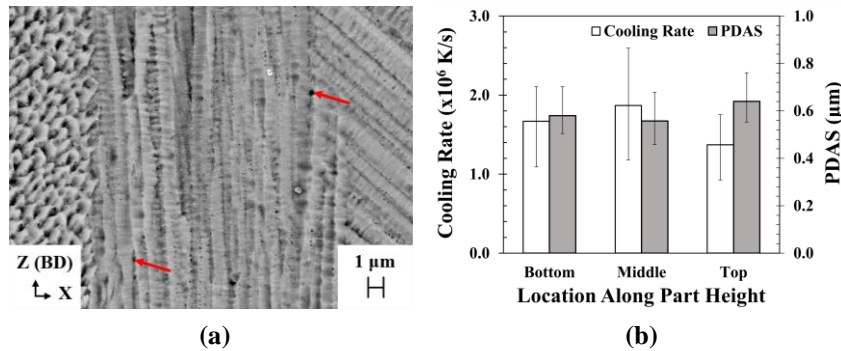 Z (BD)
X
1 µm
(a)
Cooling Rate PDAS
Cooling Rate (x10⁶ K/s)
3.0
2.0
1.0
0.0
PDAS (µm)
1.0
0.8
0.6
0.4
0.2
0.0
Bottom Middle Top
Location Along Part Height
(b)